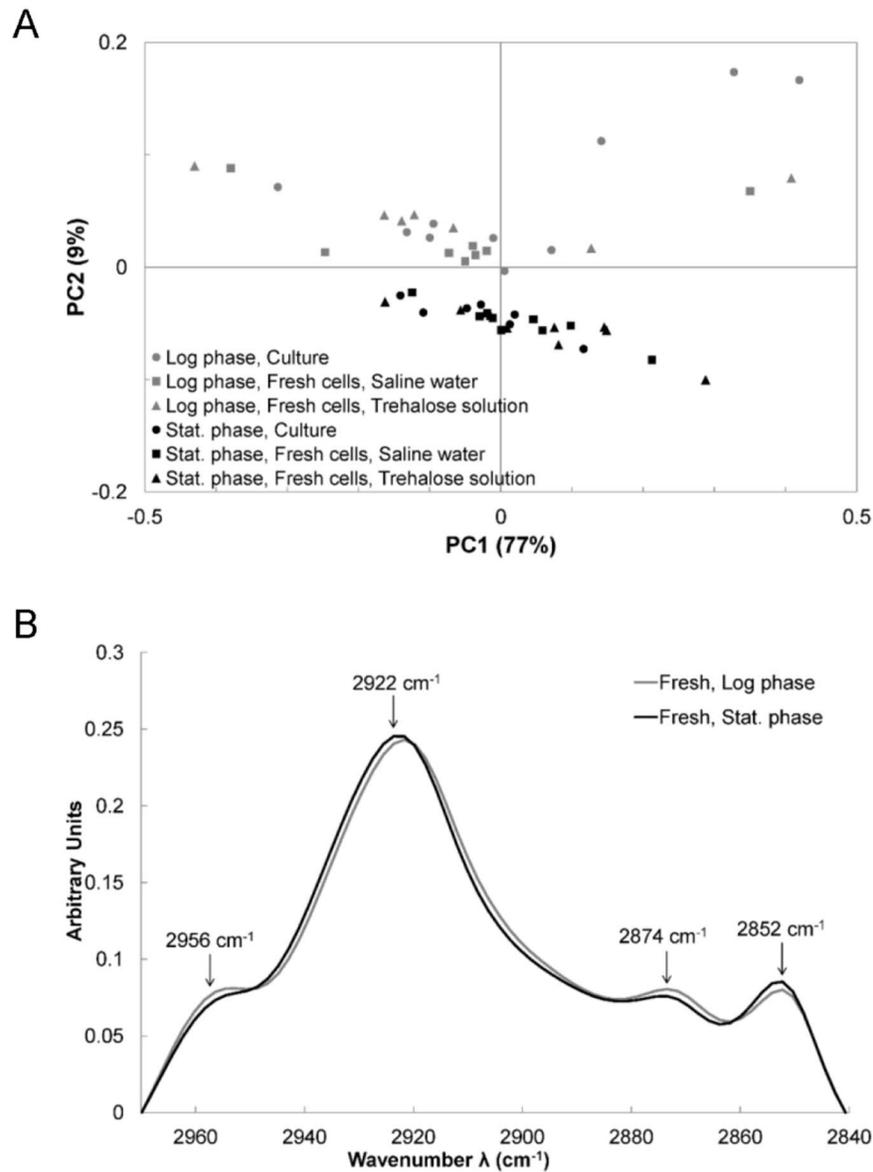 A
0.2
PC2 (9%)
0
Log phase, Culture
Log phase, Fresh cells, Saline water
Log phase, Fresh cells, Trehalose solution
Stat. phase, Culture
Stat. phase, Fresh cells, Saline water
Stat. phase, Fresh cells, Trehalose solution
-0.2
-0.5
0
0.5
PC1 (77%)
B
0.3
2922 cm-1
Fresh, Log phase
Fresh, Stat. phase
0.25
0.2
Arbitrary Units
0.15
2956 cm-1
2874 cm-1
2852 cm-1
0.1
0.05
0
2960
2940
2920
2900
2880
2860
2840
Wavenumber λ (cm-1)